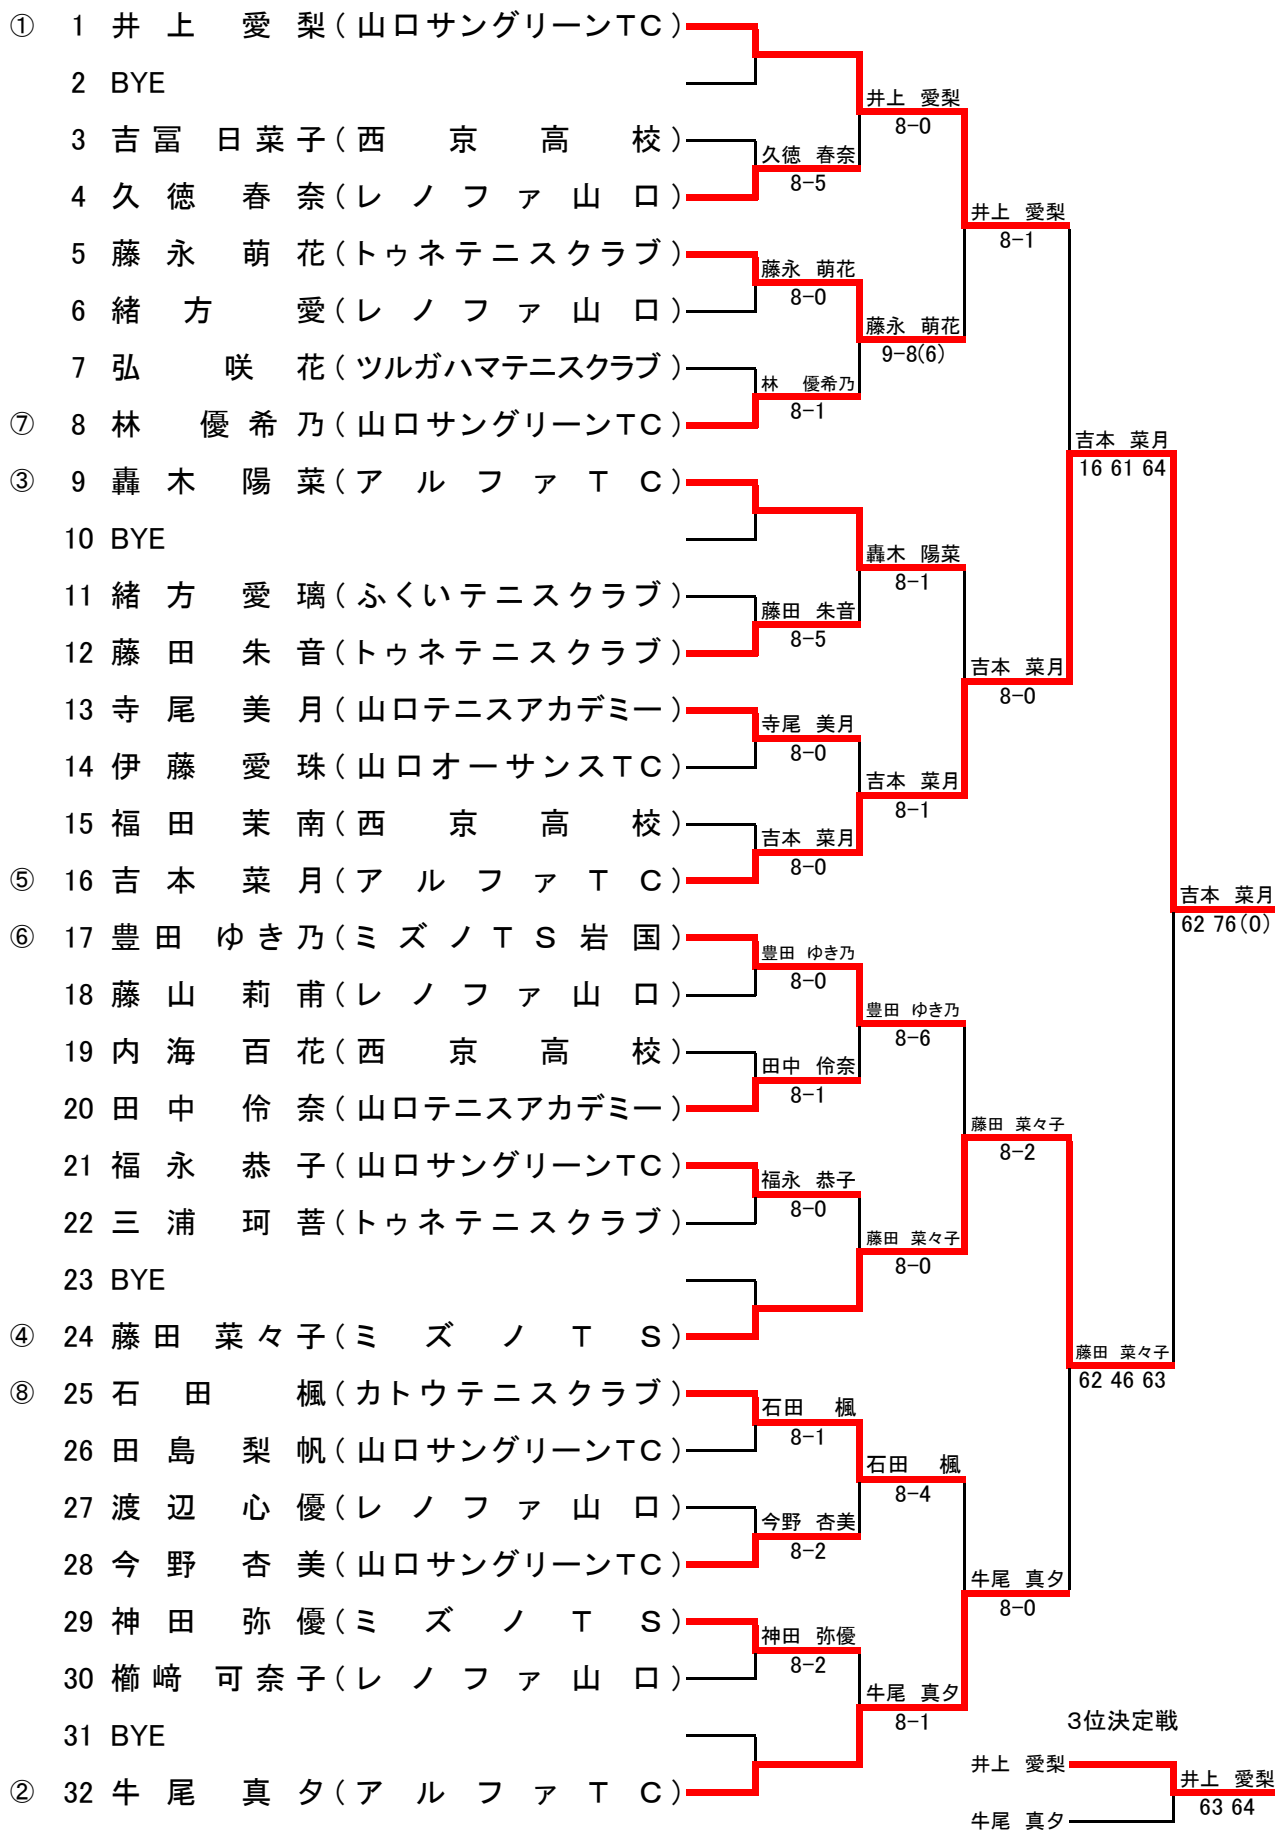 ① 1 井上 愛梨(山口サングリーンTC)
2 BYE
井上 愛梨
8-0
3 吉冨 日菜子(西京高校)
久徳 春奈
8-5
4 久徳 春奈(レノファ山口)
井上 愛梨
8-1
5 藤永 萌花(トゥネテニスクラブ)
藤永 萌花
8-0
6 緒方 愛(レノファ山口)
藤永 萌花
9-8(6)
7 弘 咲花(ツルガハマテニスクラブ)
林 優希乃
8-1
⑦ 8 林 優希乃(山口サングリーンTC)
吉本 菜月
16 61 64
③ 9 轟木 陽菜(アルファTC)
10 BYE
轟木 陽菜
8-1
11 緒方 愛璃(ふくいテニスクラブ)
藤田 朱音
8-5
12 藤田 朱音(トゥネテニスクラブ)
吉本 菜月
8-0
13 寺尾 美月(山口テニスアカデミー)
寺尾 美月
8-0
14 伊藤 愛珠(山口オーサンスTC)
吉本 菜月
8-1
15 福田 茉南(西京高校)
吉本 菜月
8-0
⑤ 16 吉本 菜月(アルファTC)
吉本 菜月
62 76(0)
⑥ 17 豊田 ゆき乃(ミズノTS岩国)
豊田 ゆき乃
8-0
18 藤山 莉甫(レノファ山口)
豊田 ゆき乃
8-6
19 内海 百花(西京高校)
田中 伶奈
8-1
20 田中 伶奈(山口テニスアカデミー)
藤田 菜々子
8-2
21 福永 恭子(山口サングリーンTC)
福永 恭子
8-0
22 三浦 珂菩(トゥネテニスクラブ)
藤田 菜々子
8-0
23 BYE
④ 24 藤田 菜々子(ミズノTS)
藤田 菜々子
62 46 63
⑧ 25 石田 楓(カトウテニスクラブ)
石田 楓
8-1
26 田島 梨帆(山口サングリーンTC)
石田 楓
8-4
27 渡辺 心優(レノファ山口)
今野 杏美
8-2
28 今野 杏美(山口サングリーンTC)
牛尾 真夕
8-0
29 神田 弥優(ミズノTS)
神田 弥優
8-2
30 櫛﨑 可奈子(レノファ山口)
牛尾 真夕
8-1
31 BYE
② 32 牛尾 真夕(アルファTC)
3位決定戦
井上 愛梨
井上 愛梨
63 64
牛尾 真夕